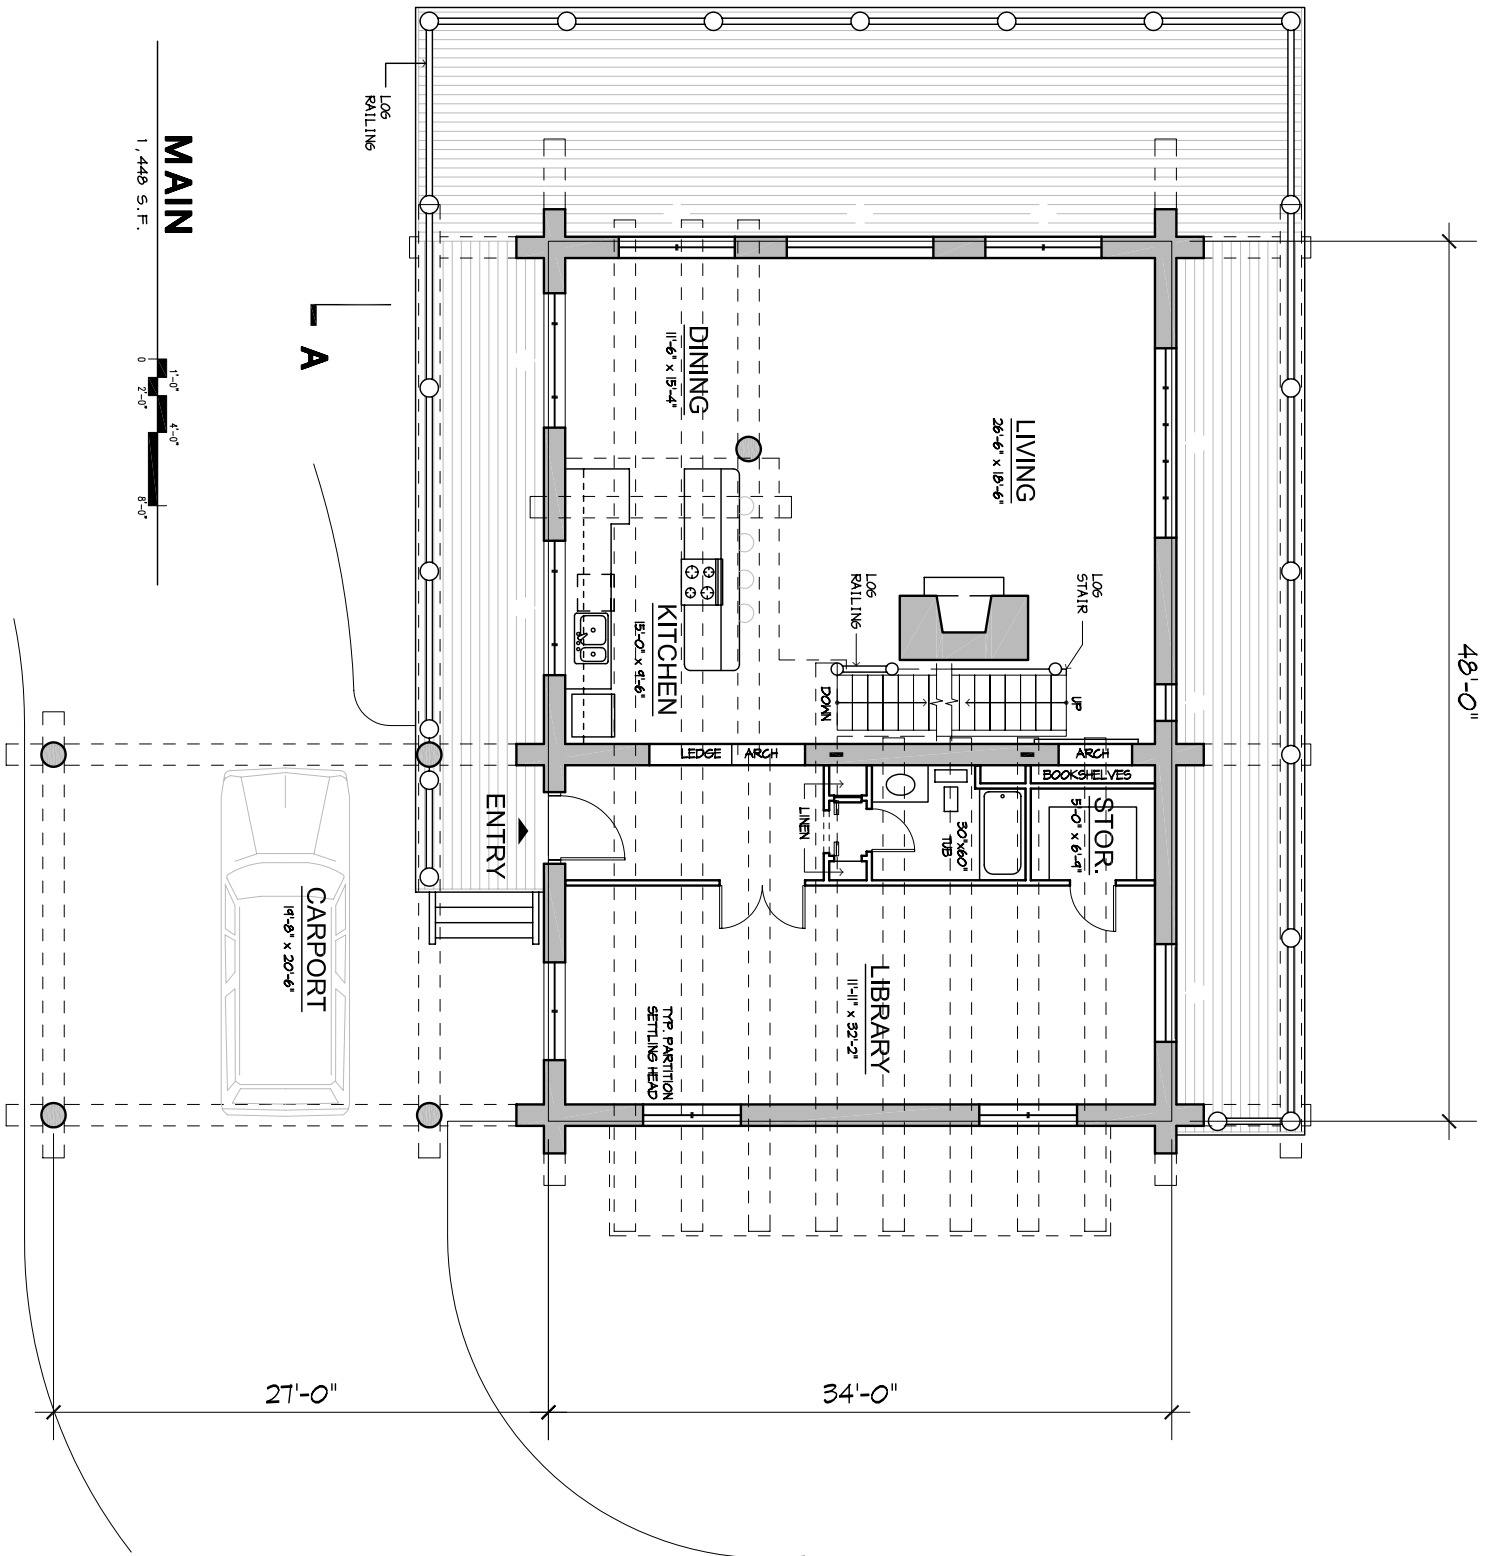 48'-0"
LOG
RAILING
MAIN
1,448 S.F.
0
1'-0"
2'-0"
4'-0"
8'-0"
A
DINING
11'-6" x 15'-4"
LIVING
26'-6" x 18'-6"
LOG
STAIR
LOG
RAILING
KITCHEN
15'-0" x 9'-6"
DOWN
UP
LEDGE
ARCH
ARCH
BOOKSHELVES
STOR.
5'-0" x 6'-9"
LINEN
30"x60"
TUB
ENTRY
CARPORT
19'-8" x 20'-6"
LIBRARY
11'-11" x 32'-2"
TYP. PARTITION
SETTLING HEAD
27'-0"
34'-0"